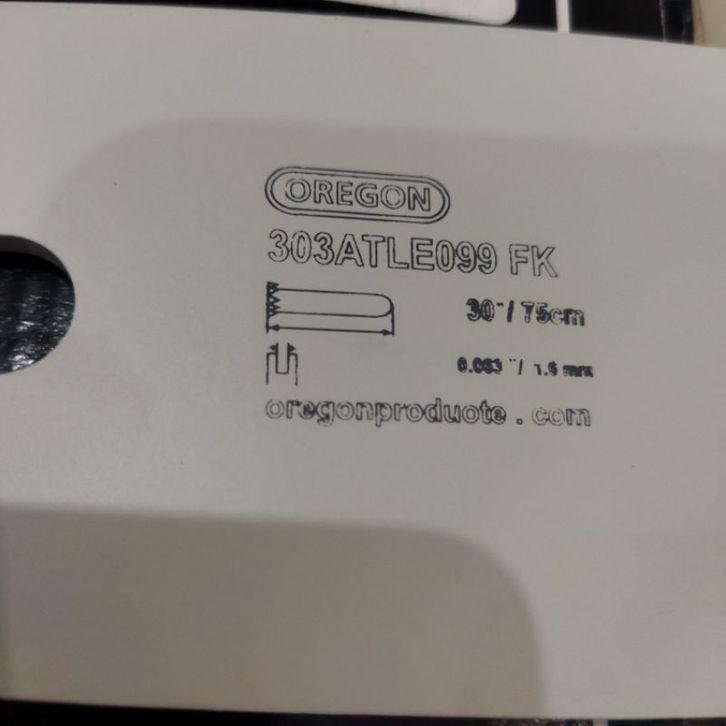 OREGON
303ATLE099 FK
30"/ 75cm
0.063 "/ 1.6 mm
oregonproduote . com